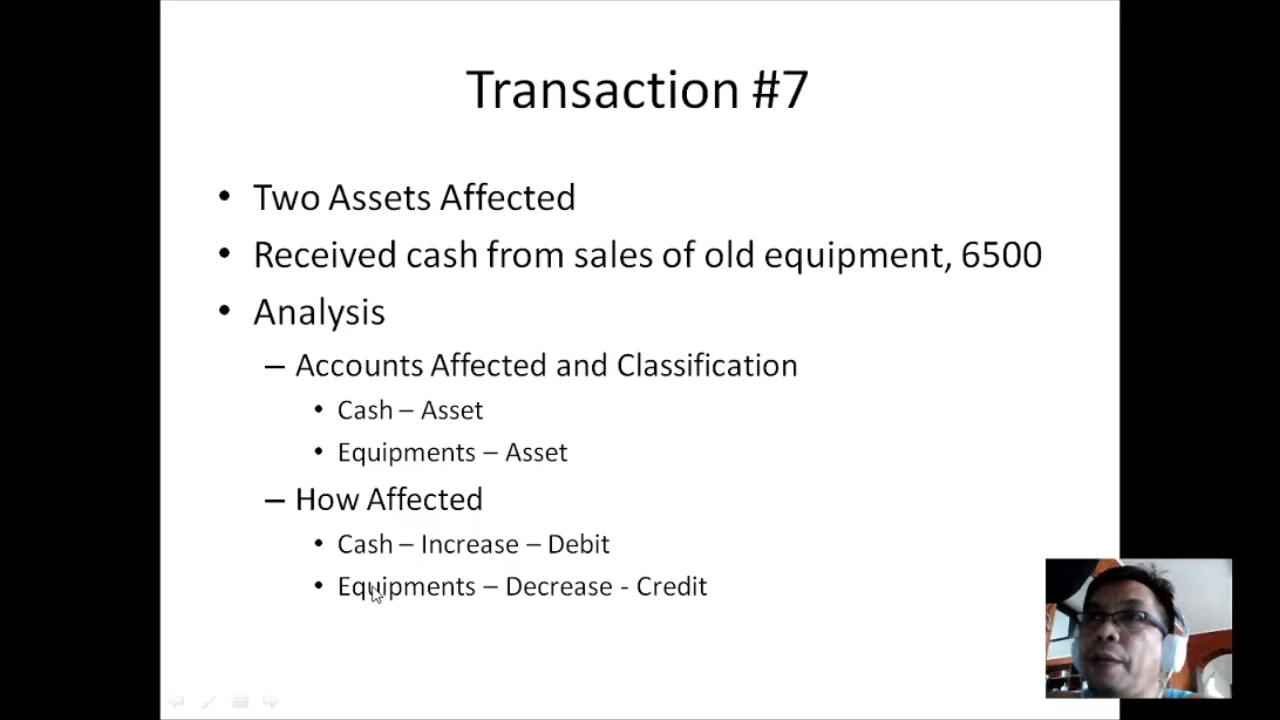 Transaction #7
• Two Assets Affected
• Received cash from sales of old equipment, 6500
• Analysis
– Accounts Affected and Classification
• Cash – Asset
• Equipments – Asset
– How Affected
• Cash – Increase – Debit
• Equipments – Decrease - Credit